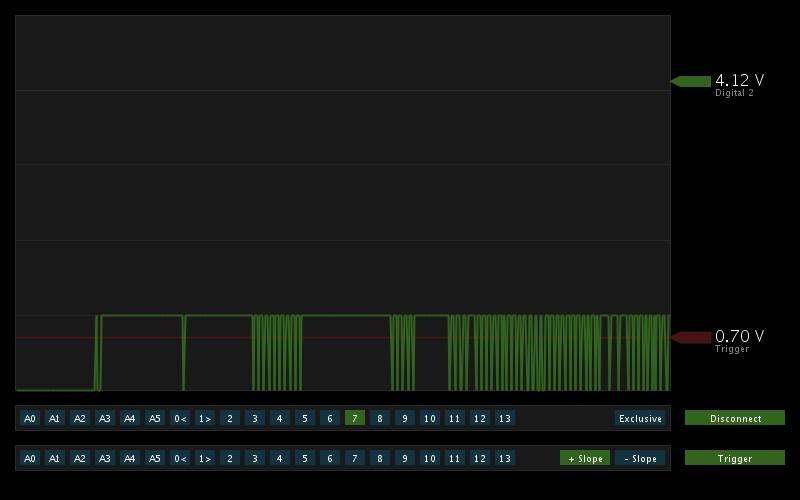 4.12 V
Digital 2
0.70 V
Trigger
A0 A1 A2 A3 A4 A5 0< 1> 2 3 4 5 6 7 8 9 10 11 12 13 Exclusive Disconnect
A0 A1 A2 A3 A4 A5 0< 1> 2 3 4 5 6 7 8 9 10 11 12 13 + Slope - Slope Trigger